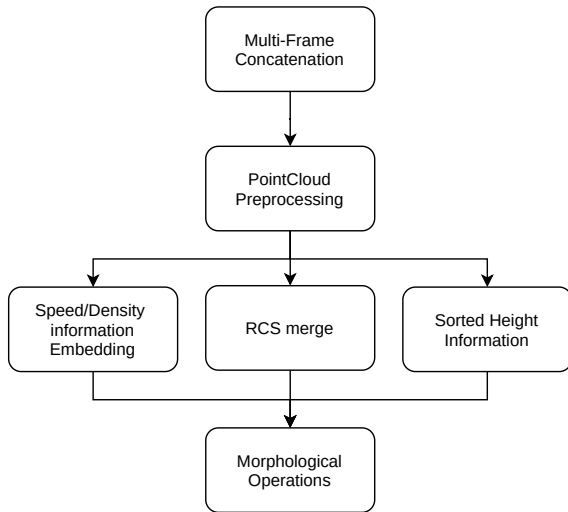 Multi-Frame
Concatenation
PointCloud
Preprocessing
Speed/Density
information
Embedding
RCS merge
Sorted Height
Information
Morphological
Operations